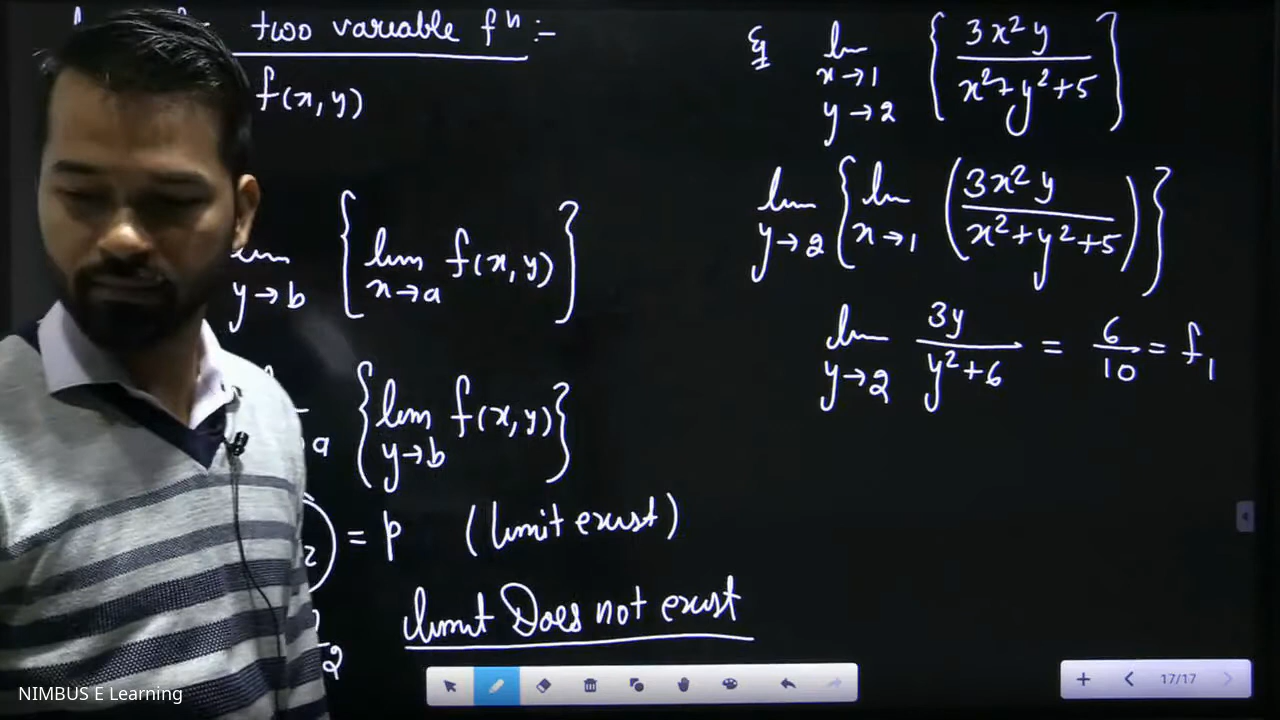 two variable fⁿ :-
f(x,y)
y→b { lim x→a f(x,y) }
a { lim y→b f(x,y) }
2 ) = p (limit exist)
2 limit Does not exist
Eg lim x→1 y→2 { 3x²y / x²+y²+5 }
lim y→2 { lim x→1 ( 3x²y / x²+y²+5 ) }
lim y→2 3y / y²+6 = 6/10 = f₁
17/17
NIMBUS E Learning